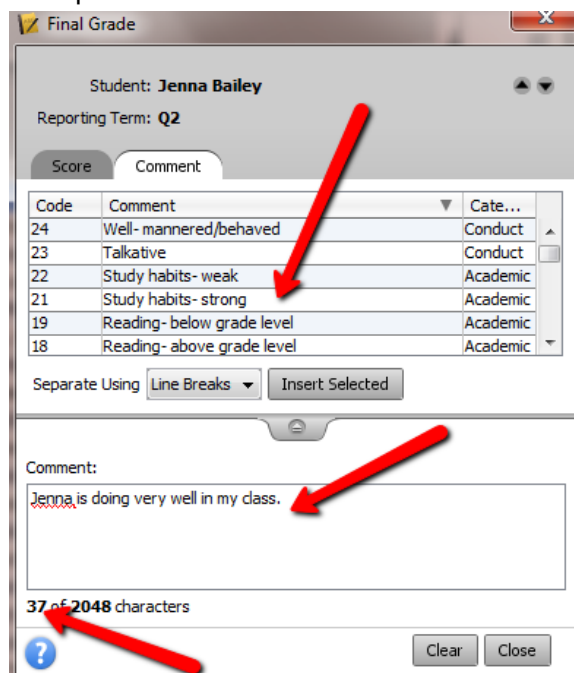 Final Grade
Student: Jenna Bailey
Reporting Term: Q2
Score Comment
Code Comment Cate...
24 Well- mannered/behaved Conduct
23 Talkative Conduct
22 Study habits- weak Academic
21 Study habits- strong Academic
19 Reading- below grade level Academic
18 Reading- above grade level Academic
Separate Using Line Breaks Insert Selected
Comment:
Jenna is doing very well in my class.
37 of 2048 characters
? Clear Close